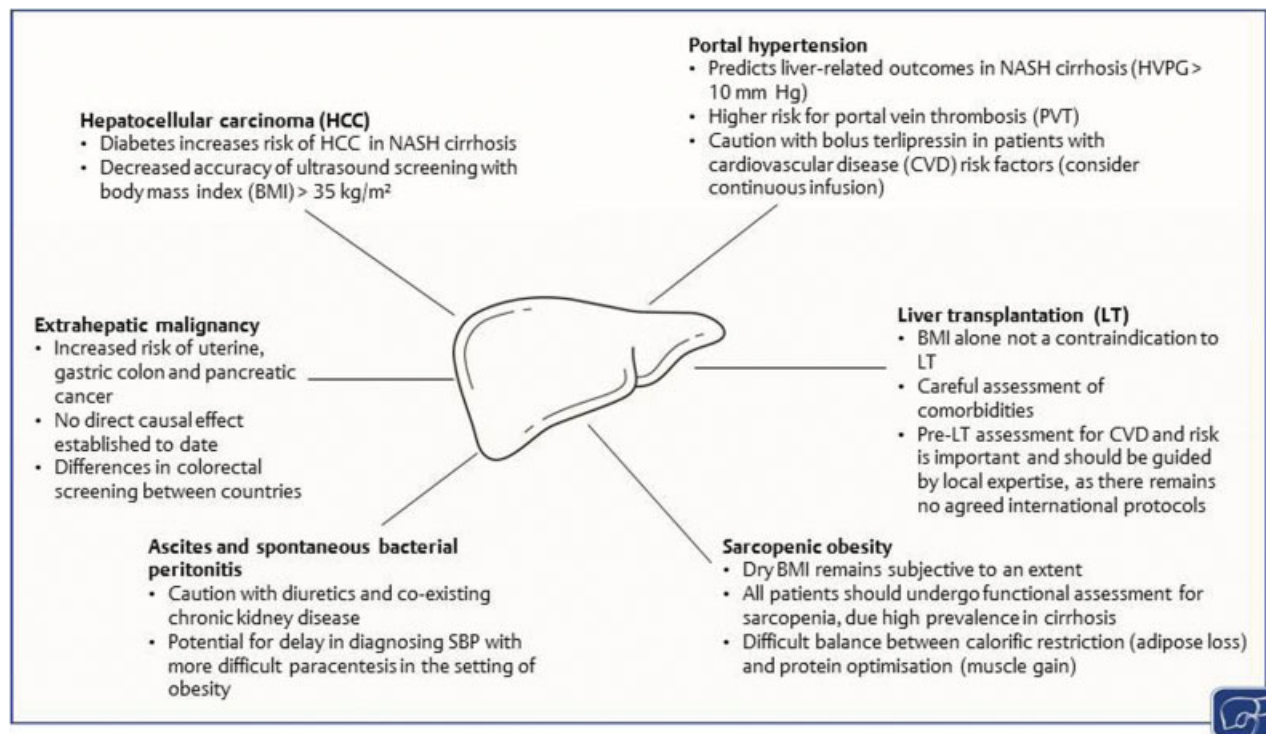 Portal hypertension
• Predicts liver-related outcomes in NASH cirrhosis (HVPG >
10 mm Hg)
• Higher risk for portal vein thrombosis (PVT)
• Caution with bolus terlipressin in patients with
cardiovascular disease (CVD) risk factors (consider
continuous infusion)
Hepatocellular carcinoma (HCC)
• Diabetes increases risk of HCC in NASH cirrhosis
• Decreased accuracy of ultrasound screening with
body mass index (BMI) > 35 kg/m²
Extrahepatic malignancy
• Increased risk of uterine,
gastric colon and pancreatic
cancer
• No direct causal effect
established to date
• Differences in colorectal
screening between countries
Liver transplantation (LT)
• BMI alone not a contraindication to
LT
• Careful assessment of
comorbidities
• Pre-LT assessment for CVD and risk
is important and should be guided
by local expertise, as there remains
no agreed international protocols
Ascites and spontaneous bacterial
peritonitis
• Caution with diuretics and co-existing
chronic kidney disease
• Potential for delay in diagnosing SBP with
more difficult paracentesis in the setting of
obesity
Sarcopenic obesity
• Dry BMI remains subjective to an extent
• All patients should undergo functional assessment for
sarcopenia, due high prevalence in cirrhosis
• Difficult balance between calorific restriction (adipose loss)
and protein optimisation (muscle gain)